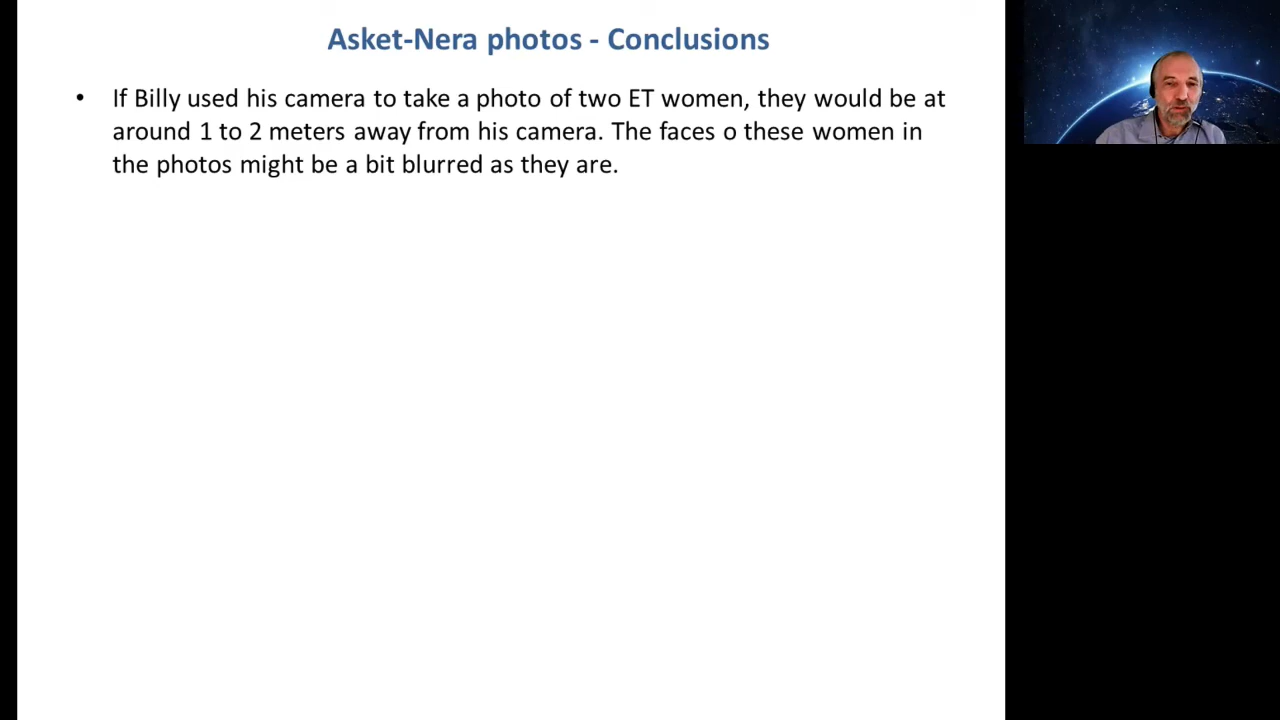 Asket-Nera photos - Conclusions
• If Billy used his camera to take a photo of two ET women, they would be at
around 1 to 2 meters away from his camera. The faces o these women in
the photos might be a bit blurred as they are.